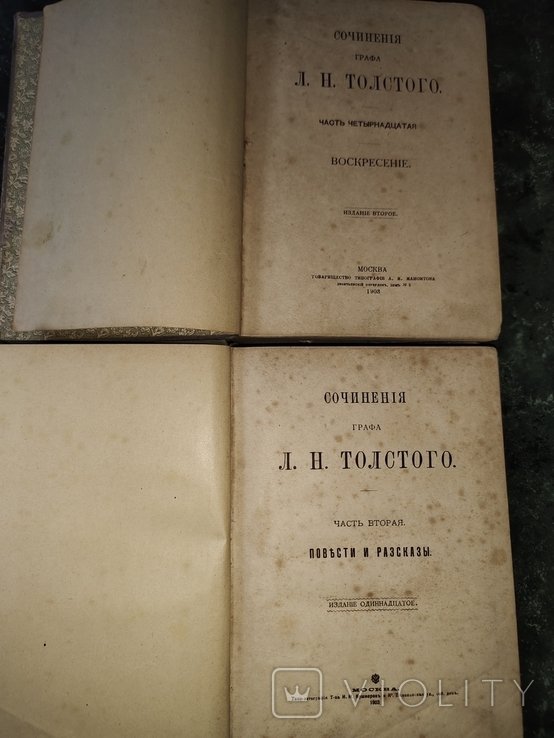 СОЧИНЕНІЯ
ГРАФА
Л. Н. ТОЛСТОГО.
ЧАСТЬ ЧЕТЫРНАДЦАТАЯ
ВОСКРЕСЕНІЕ.
ИЗДАНІЕ ВТОРОЕ.
МОСКВА
ТОВАРИЩЕСТВО ТИПОГРАФІИ А. И. МАМОНТОВА
1903
СОЧИНЕНІЯ
ГРАФА
Л. Н. ТОЛСТОГО.
ЧАСТЬ ВТОРАЯ.
ПОВѢСТИ И РАЗСКАЗЫ.
ИЗДАНІЕ ОДИННАДЦАТОЕ.
МОСКВА.
1903
VIOLITY